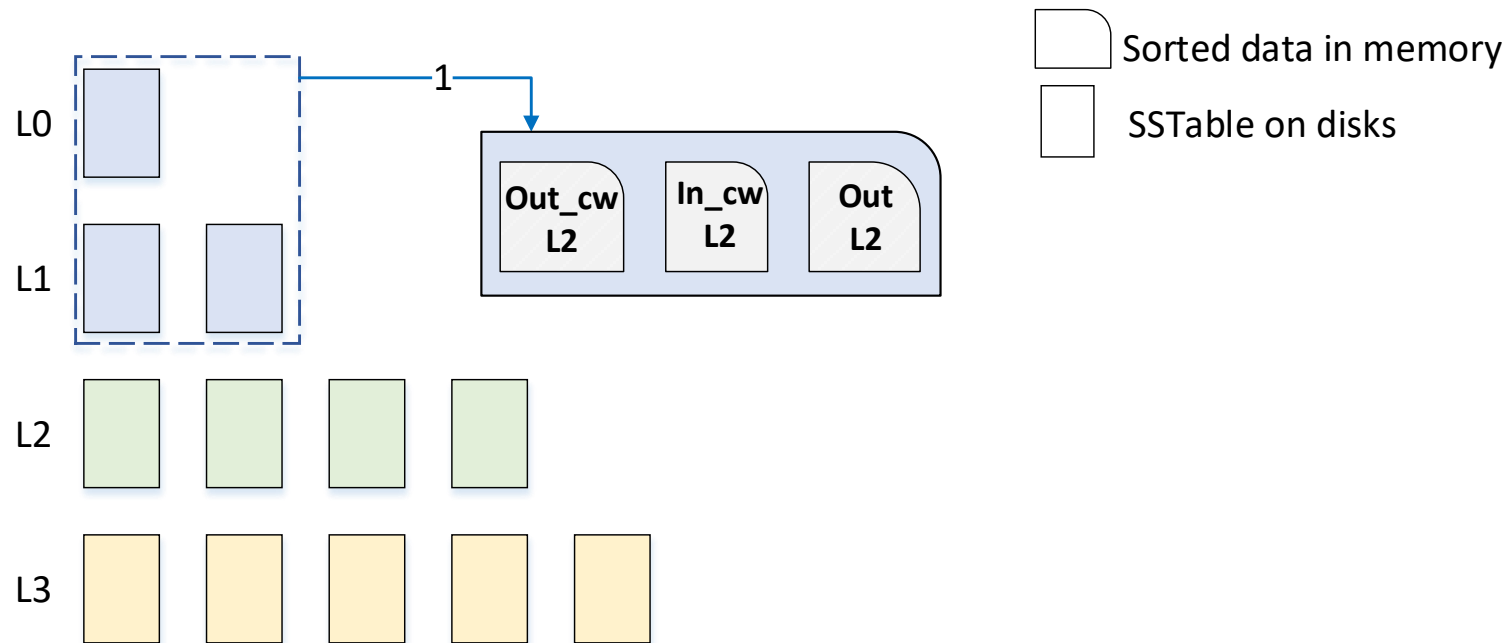 Sorted data in memory
SSTable on disks
1
L0
L1
L2
L3
Out_cw
L2
In_cw
L2
Out
L2